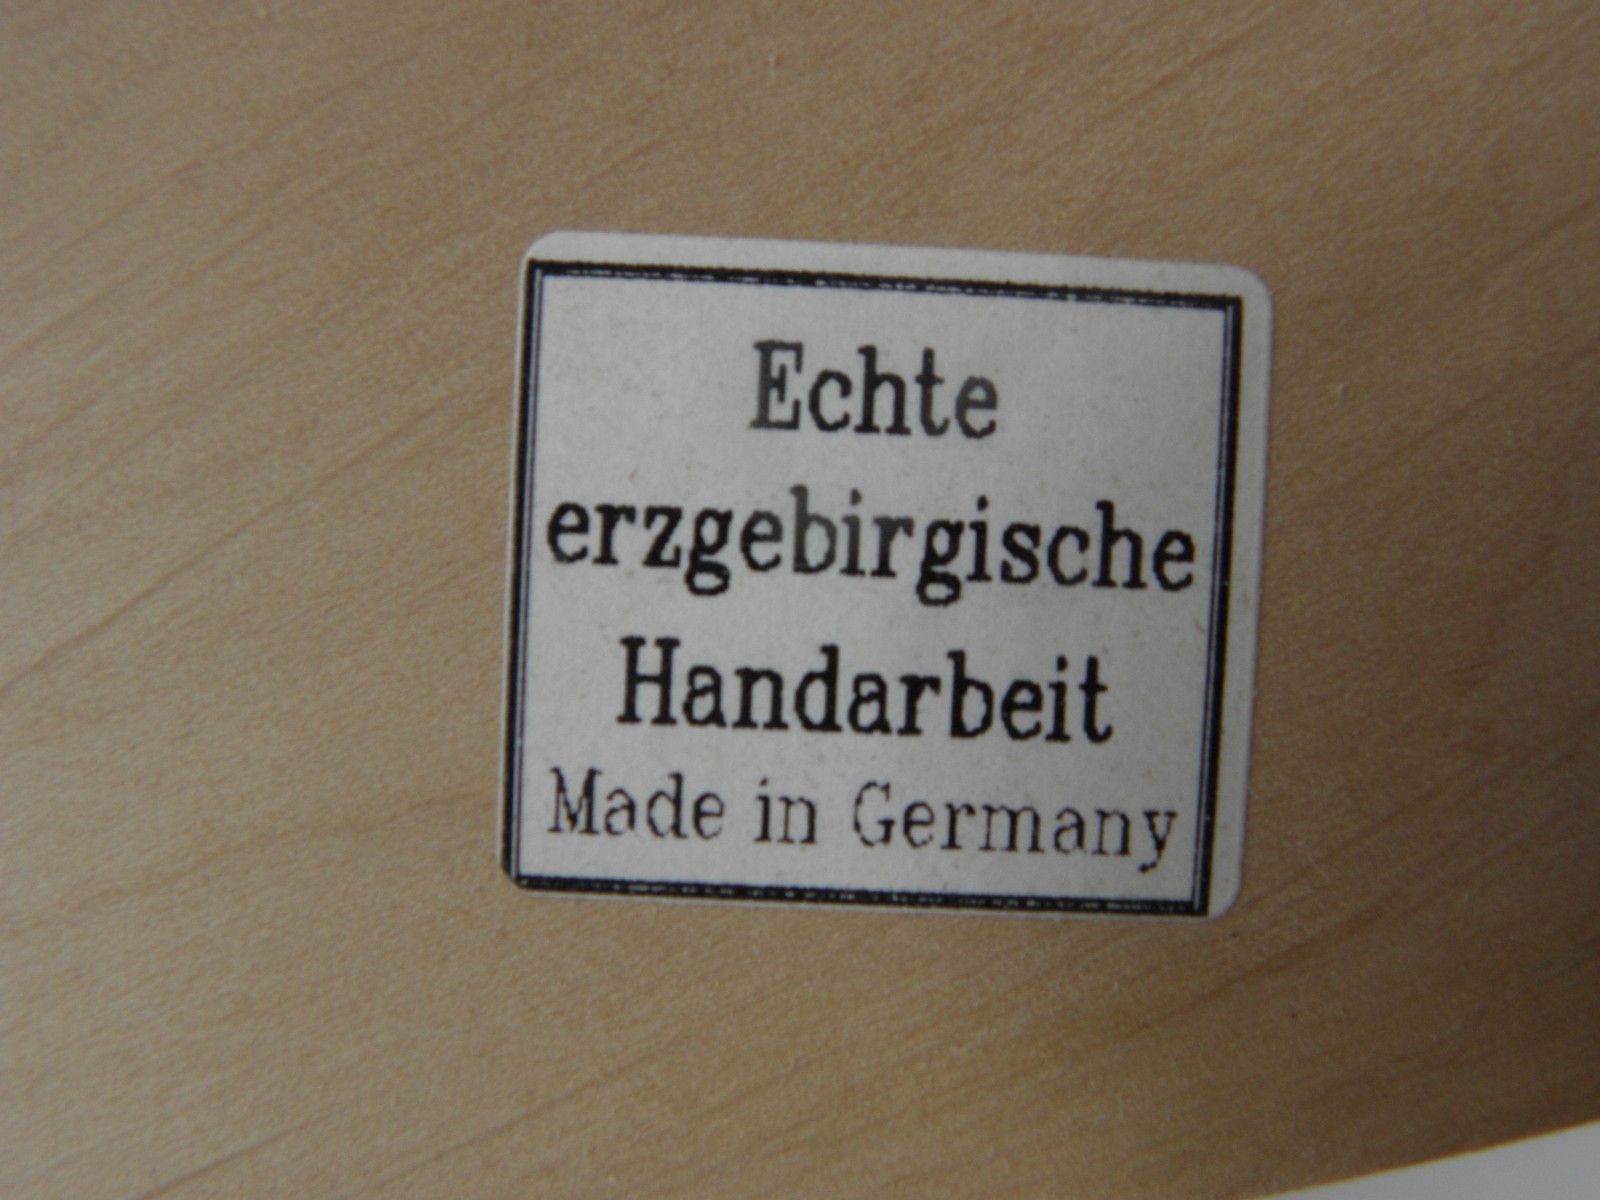 Echte
erzgebirgische
Handarbeit
Made in Germany